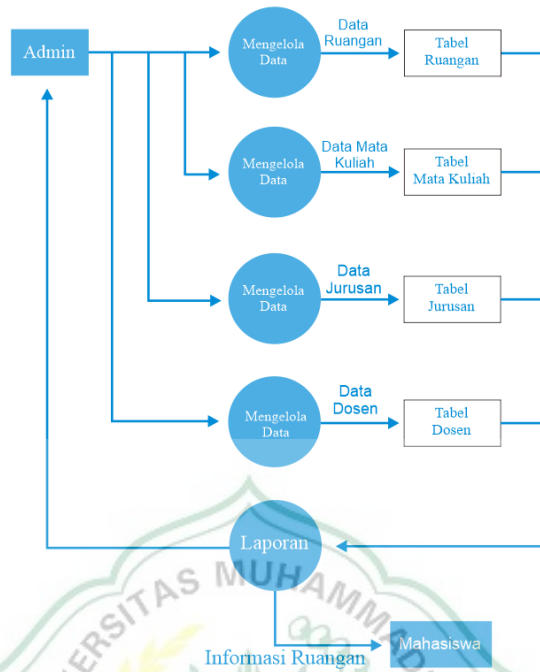 Admin
Mengelola
Data
Data
Ruangan
Tabel
Ruangan
Mengelola
Data
Data Mata
Kuliah
Tabel
Mata Kuliah
Mengelola
Data
Data
Jurusan
Tabel
Jurusan
Mengelola
Data
Data
Dosen
Tabel
Dosen
Laporan
Informasi Ruangan
Mahasiswa